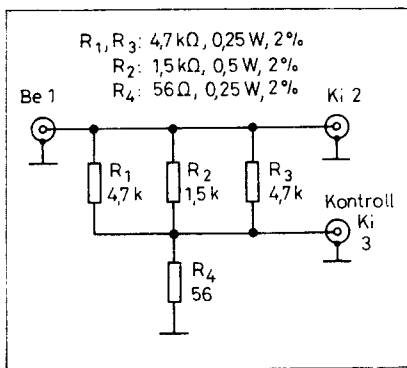 R₁, R₃: 4,7 kΩ, 0,25 W, 2%
R₂: 1,5 kΩ, 0,5 W, 2%
R₄: 56 Ω, 0,25 W, 2%
Be 1
Ki 2
R₁
4,7 k
R₂
1,5 k
R₃
4,7 k
Kontroll
Ki
3
R₄
56